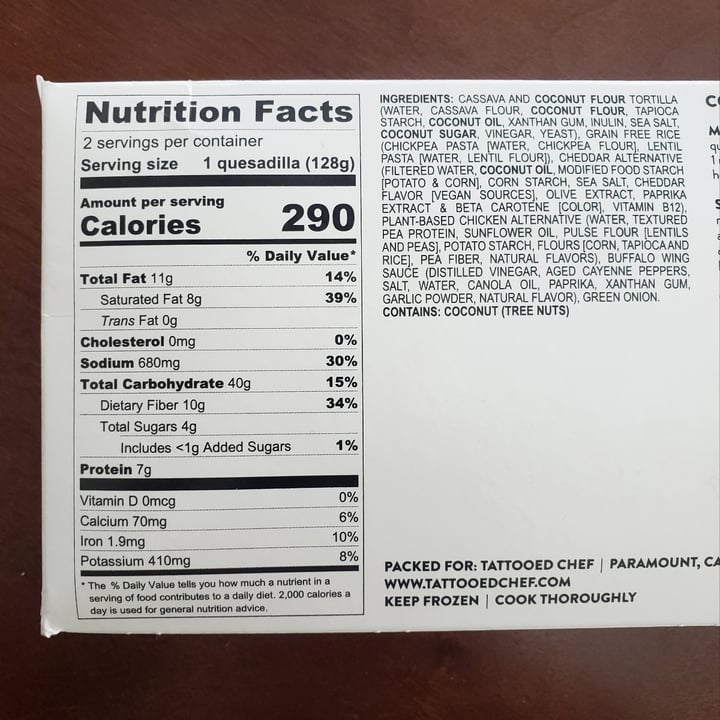 Nutrition Facts
2 servings per container
Serving size 1 quesadilla (128g)
Amount per serving
Calories 290
% Daily Value*
Total Fat 11g 14%
Saturated Fat 8g 39%
Trans Fat 0g
Cholesterol 0mg 0%
Sodium 680mg 30%
Total Carbohydrate 40g 15%
Dietary Fiber 10g 34%
Total Sugars 4g
Includes <1g Added Sugars 1%
Protein 7g
Vitamin D 0mcg 0%
Calcium 70mg 6%
Iron 1.9mg 10%
Potassium 410mg 8%
* The % Daily Value tells you how much a nutrient in a
serving of food contributes to a daily diet. 2,000 calories a
day is used for general nutrition advice.
INGREDIENTS: CASSAVA AND COCONUT FLOUR TORTILLA
(WATER, CASSAVA FLOUR, COCONUT FLOUR, TAPIOCA
STARCH, COCONUT OIL, XANTHAN GUM, INULIN, SEA SALT,
COCONUT SUGAR, VINEGAR, YEAST), GRAIN FREE RICE
(CHICKPEA PASTA [WATER, CHICKPEA FLOUR], LENTIL
PASTA [WATER, LENTIL FLOUR]), CHEDDAR ALTERNATIVE
(FILTERED WATER, COCONUT OIL, MODIFIED FOOD STARCH
[POTATO & CORN], CORN STARCH, SEA SALT, CHEDDAR
FLAVOR [VEGAN SOURCES], OLIVE EXTRACT, PAPRIKA
EXTRACT & BETA CAROTENE [COLOR], VITAMIN B12),
PLANT-BASED CHICKEN ALTERNATIVE (WATER, TEXTURED
PEA PROTEIN, SUNFLOWER OIL, PULSE FLOUR [LENTILS
AND PEAS], POTATO STARCH, FLOURS [CORN, TAPIOCA AND
RICE], PEA FIBER, NATURAL FLAVORS), BUFFALO WING
SAUCE (DISTILLED VINEGAR, AGED CAYENNE PEPPERS,
SALT, WATER, CANOLA OIL, PAPRIKA, XANTHAN GUM,
GARLIC POWDER, NATURAL FLAVOR), GREEN ONION.
CONTAINS: COCONUT (TREE NUTS)
PACKED FOR: TATTOOED CHEF | PARAMOUNT, CA
WWW.TATTOOEDCHEF.COM
KEEP FROZEN | COOK THOROUGHLY